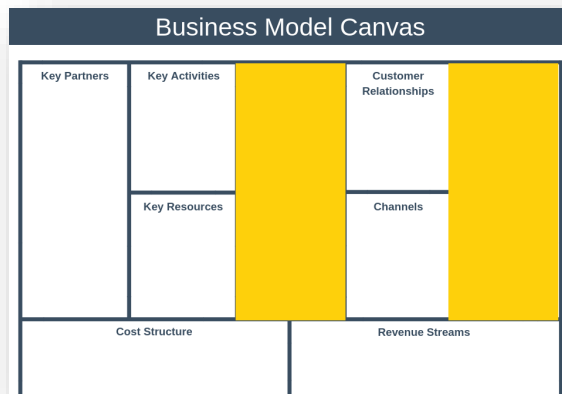 Business Model Canvas
Key Partners
Key Activities
Customer
Relationships
Key Resources
Channels
Cost Structure
Revenue Streams